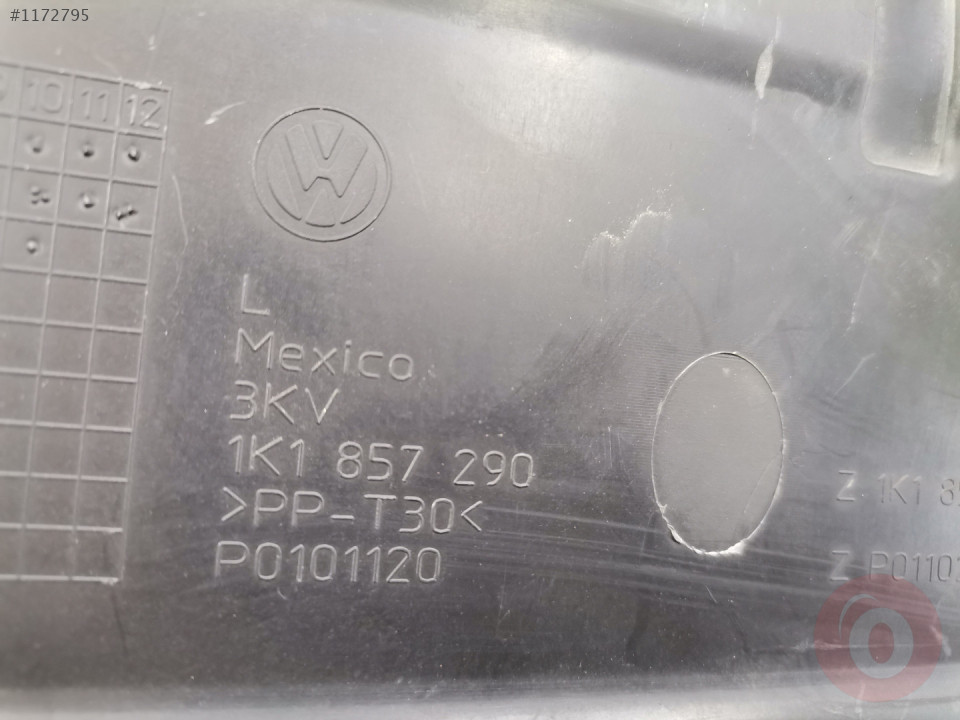 #1172795
10 11 12
L
Mexico
3KV
1K1 857 290
>PP-T30<
P0101120
Z 1K1
Z P0110